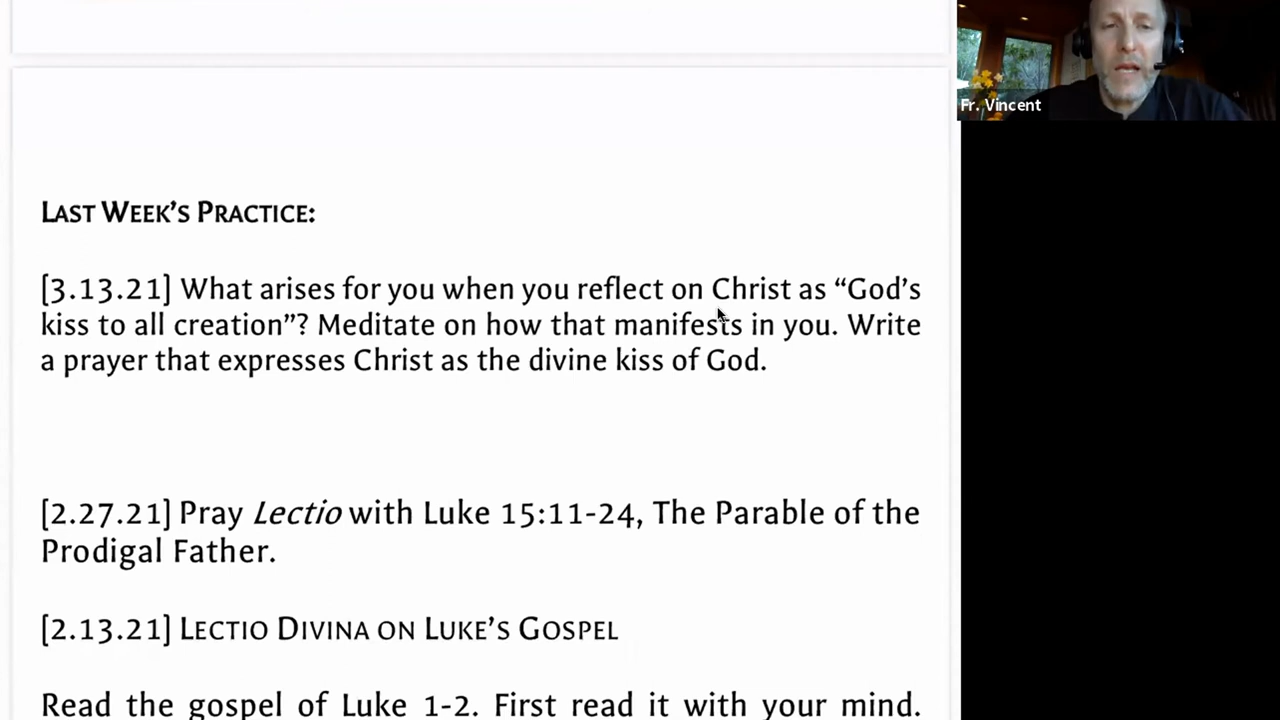 Fr. Vincent
LAST WEEK'S PRACTICE:
[3.13.21] What arises for you when you reflect on Christ as “God's
kiss to all creation”? Meditate on how that manifests in you. Write
a prayer that expresses Christ as the divine kiss of God.
[2.27.21] Pray Lectio with Luke 15:11-24, The Parable of the
Prodigal Father.
[2.13.21] LECTIO DIVINA ON LUKE'S GOSPEL
Read the gospel of Luke 1-2. First read it with your mind.